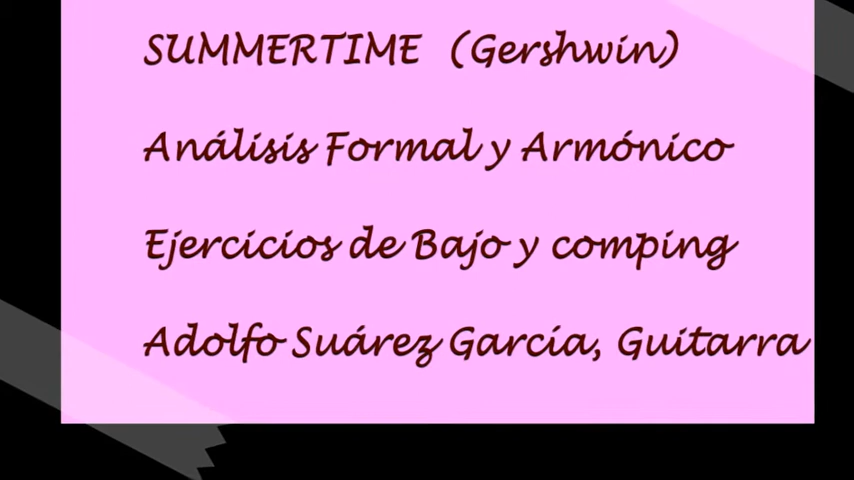 SUMMERTIME (Gershwin)
Análisis Formal y Armónico
Ejercicios de Bajo y comping
Adolfo Suárez García, Guitarra